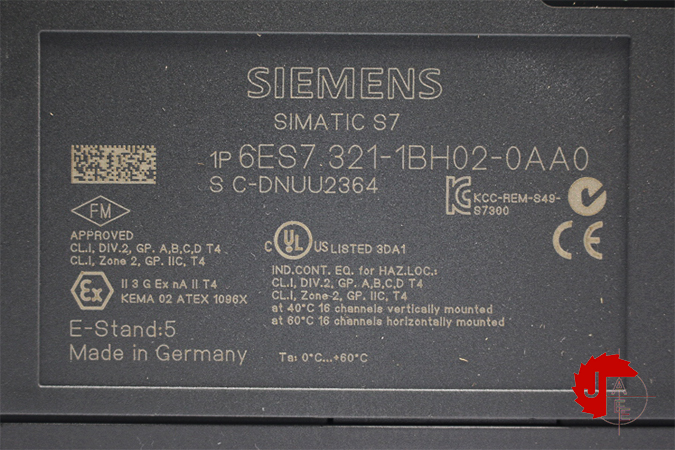 SIEMENS
SIMATIC S7
1P 6ES7 321-1BH02-0AA0
S C-DNUU2364
KCC-REM-S49-
S7300
FM
APPROVED
CL.I, DIV.2, GP. A,B,C,D T4
CL.I, Zone 2, GP. IIC, T4
C UL US LISTED 3DA1
IND.CONT. EQ. for HAZ.LOC.:
CL.I, DIV.2, GP. A,B,C,D T4
CL.I, Zone 2, GP. IIC, T4
at 40°C 16 channels vertically mounted
at 60°C 16 channels horizontally mounted
CE
Ex II 3 G Ex nA II T4
KEMA 02 ATEX 1096X
E-Stand:5
Made in Germany
Ta: 0°C...+60°C
J A E